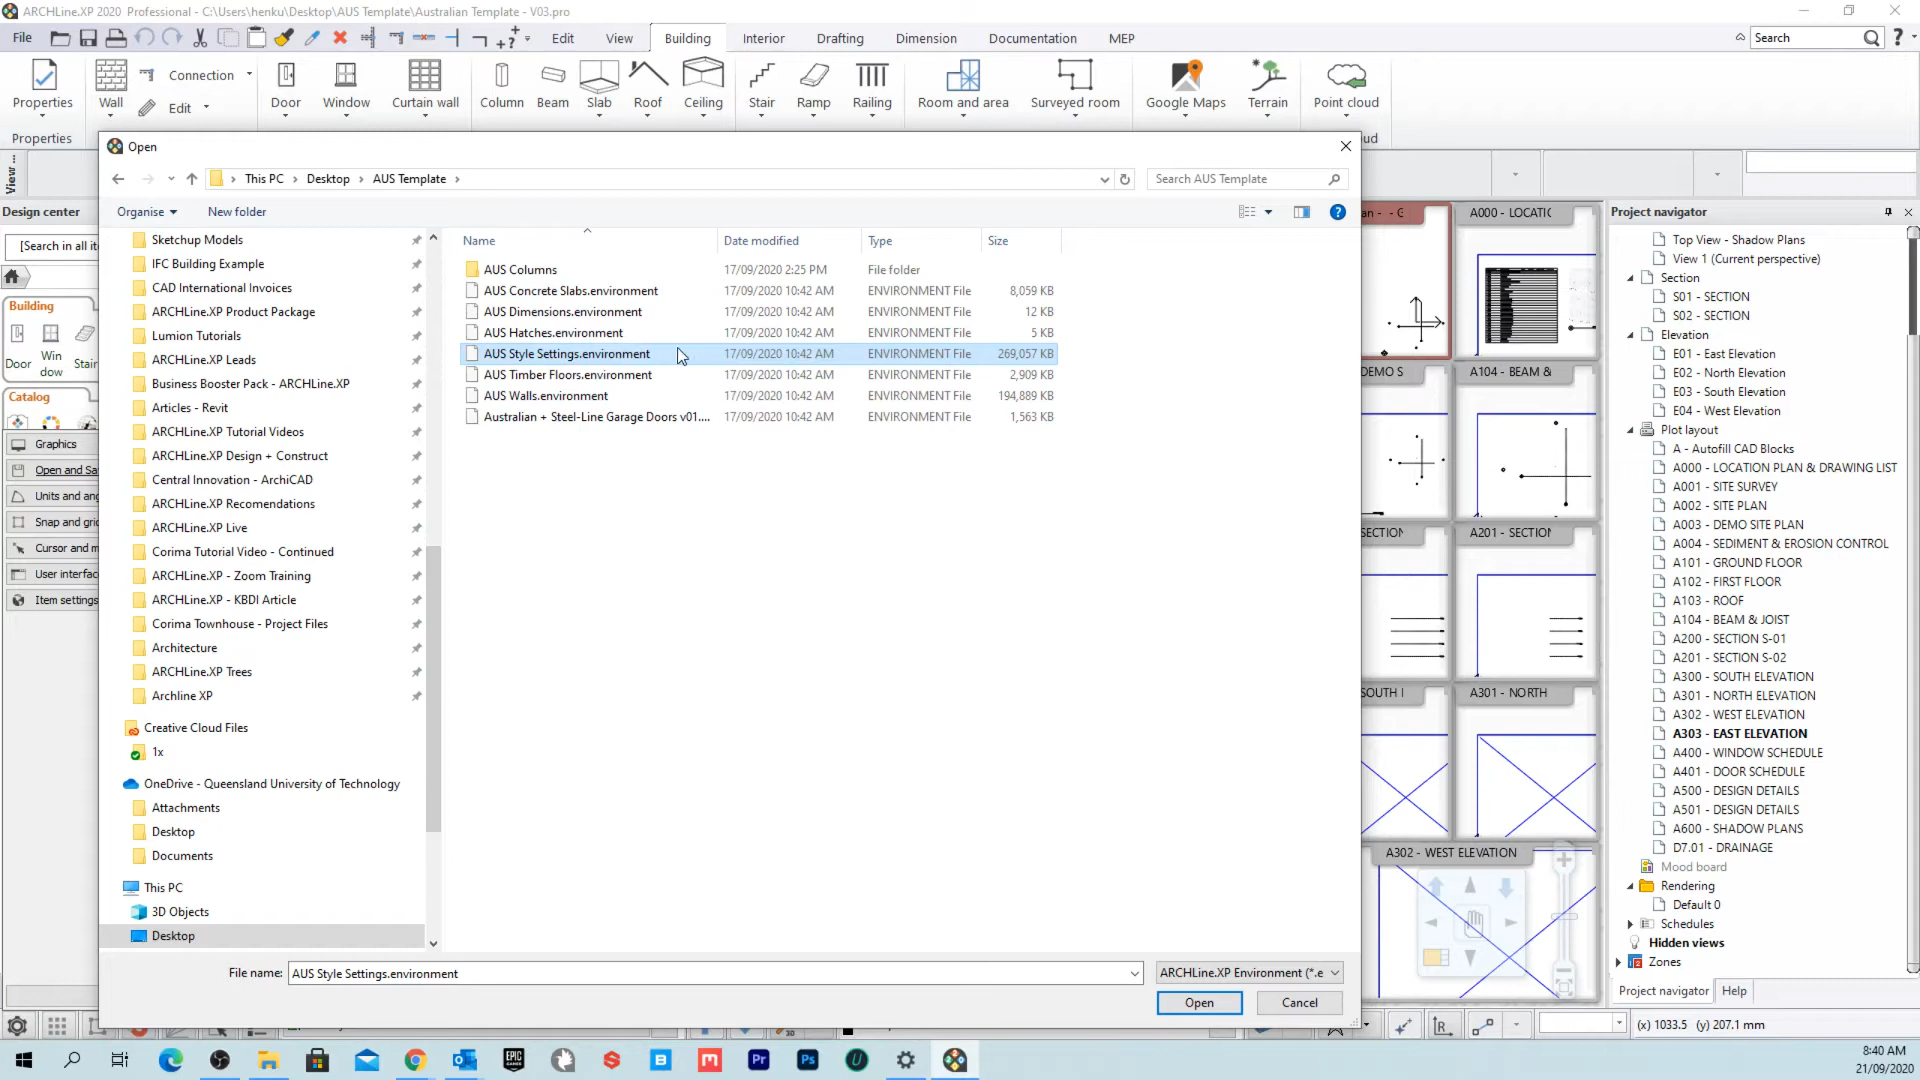 ARCHLine.XP 2020 Professional - C:\Users\henku\Desktop\AUS Template\Australian Template - V03.pro
File
Edit
View
Building
Interior
Drafting
Dimension
Documentation
MEP
Search
Properties
Wall
Connection
Edit
Door
Window
Curtain wall
Column
Beam
Slab
Roof
Ceiling
Stair
Ramp
Railing
Room and area
Surveyed room
Google Maps
Terrain
Point cloud
Properties
View
Open
This PC
Desktop
AUS Template
Search AUS Template
Organise
New folder
Design center
[Search in all it
Building
Door
Win
dow
Stair
Catalog
Graphics
Open and Sa
Units and ang
Snap and grid
Cursor and m
User interfac
Item settings
Sketchup Models
IFC Building Example
CAD International Invoices
ARCHLine.XP Product Package
Lumion Tutorials
ARCHLine.XP Leads
Business Booster Pack - ARCHLine.XP
Articles - Revit
ARCHLine.XP Tutorial Videos
ARCHLine.XP Design + Construct
Central Innovation - ArchiCAD
ARCHLine.XP Recomendations
ARCHLine.XP Live
Corima Tutorial Video - Continued
ARCHLine.XP - Zoom Training
ARCHLine.XP - KBDI Article
Corima Townhouse - Project Files
Architecture
ARCHLine.XP Trees
Archline XP
Creative Cloud Files
1x
OneDrive - Queensland University of Technology
Attachments
Desktop
Documents
This PC
3D Objects
Desktop
Name Date modified Type Size
AUS Columns 17/09/2020 2:25 PM File folder
AUS Concrete Slabs.environment 17/09/2020 10:42 AM ENVIRONMENT File 8,059 KB
AUS Dimensions.environment 17/09/2020 10:42 AM ENVIRONMENT File 12 KB
AUS Hatches.environment 17/09/2020 10:42 AM ENVIRONMENT File 5 KB
AUS Style Settings.environment 17/09/2020 10:42 AM ENVIRONMENT File 269,057 KB
AUS Timber Floors.environment 17/09/2020 10:42 AM ENVIRONMENT File 2,909 KB
AUS Walls.environment 17/09/2020 10:42 AM ENVIRONMENT File 194,889 KB
Australian + Steel-Line Garage Doors v01.... 17/09/2020 10:42 AM ENVIRONMENT File 1,563 KB
File name: AUS Style Settings.environment
ARCHLine.XP Environment (*.e
Open
Cancel
A000 - LOCATIC
DEMO S
A104 - BEAM &
SECTION
A201 - SECTION
SOUTH
A301 - NORTH
A302 - WEST ELEVATION
Project navigator
Top View - Shadow Plans
View 1 (Current perspective)
Section
S01 - SECTION
S02 - SECTION
Elevation
E01 - East Elevation
E02 - North Elevation
E03 - South Elevation
E04 - West Elevation
Plot layout
A - Autofill CAD Blocks
A000 - LOCATION PLAN & DRAWING LIST
A001 - SITE SURVEY
A002 - SITE PLAN
A003 - DEMO SITE PLAN
A004 - SEDIMENT & EROSION CONTROL
A101 - GROUND FLOOR
A102 - FIRST FLOOR
A103 - ROOF
A104 - BEAM & JOIST
A200 - SECTION S-01
A201 - SECTION S-02
A300 - SOUTH ELEVATION
A301 - NORTH ELEVATION
A302 - WEST ELEVATION
A303 - EAST ELEVATION
A400 - WINDOW SCHEDULE
A401 - DOOR SCHEDULE
A500 - DESIGN DETAILS
A501 - DESIGN DETAILS
A600 - SHADOW PLANS
D7.01 - DRAINAGE
Mood board
Rendering
Default 0
Schedules
Hidden views
Zones
Project navigator
Help
(x) 1033.5 (y) 207.1 mm
8:40 AM
21/09/2020